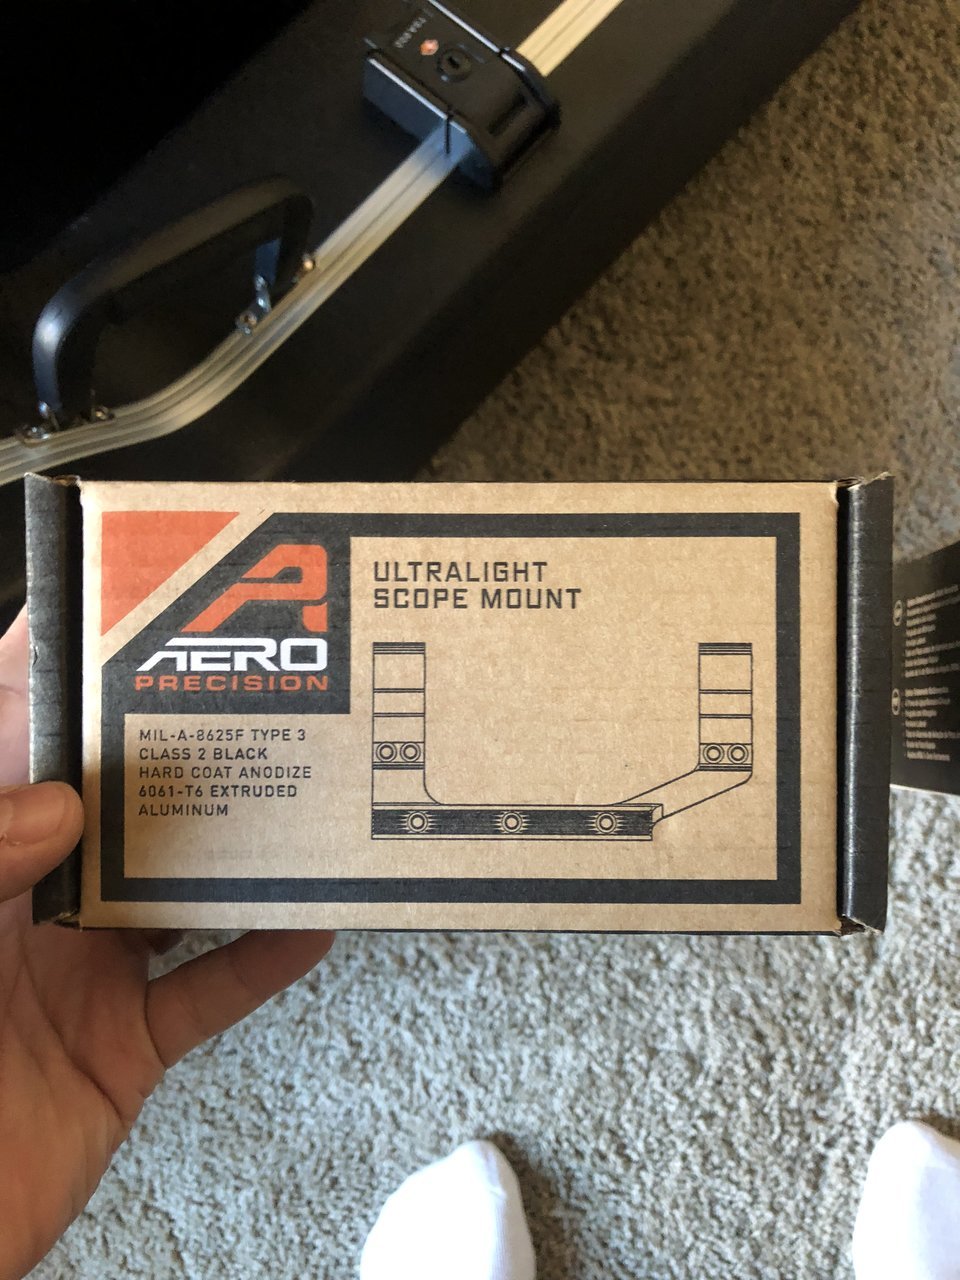 ULTRALIGHT
SCOPE MOUNT
AERO
PRECISION
MIL-A-8625F TYPE 3
CLASS 2 BLACK
HARD COAT ANODIZE
6061-T6 EXTRUDED
ALUMINUM